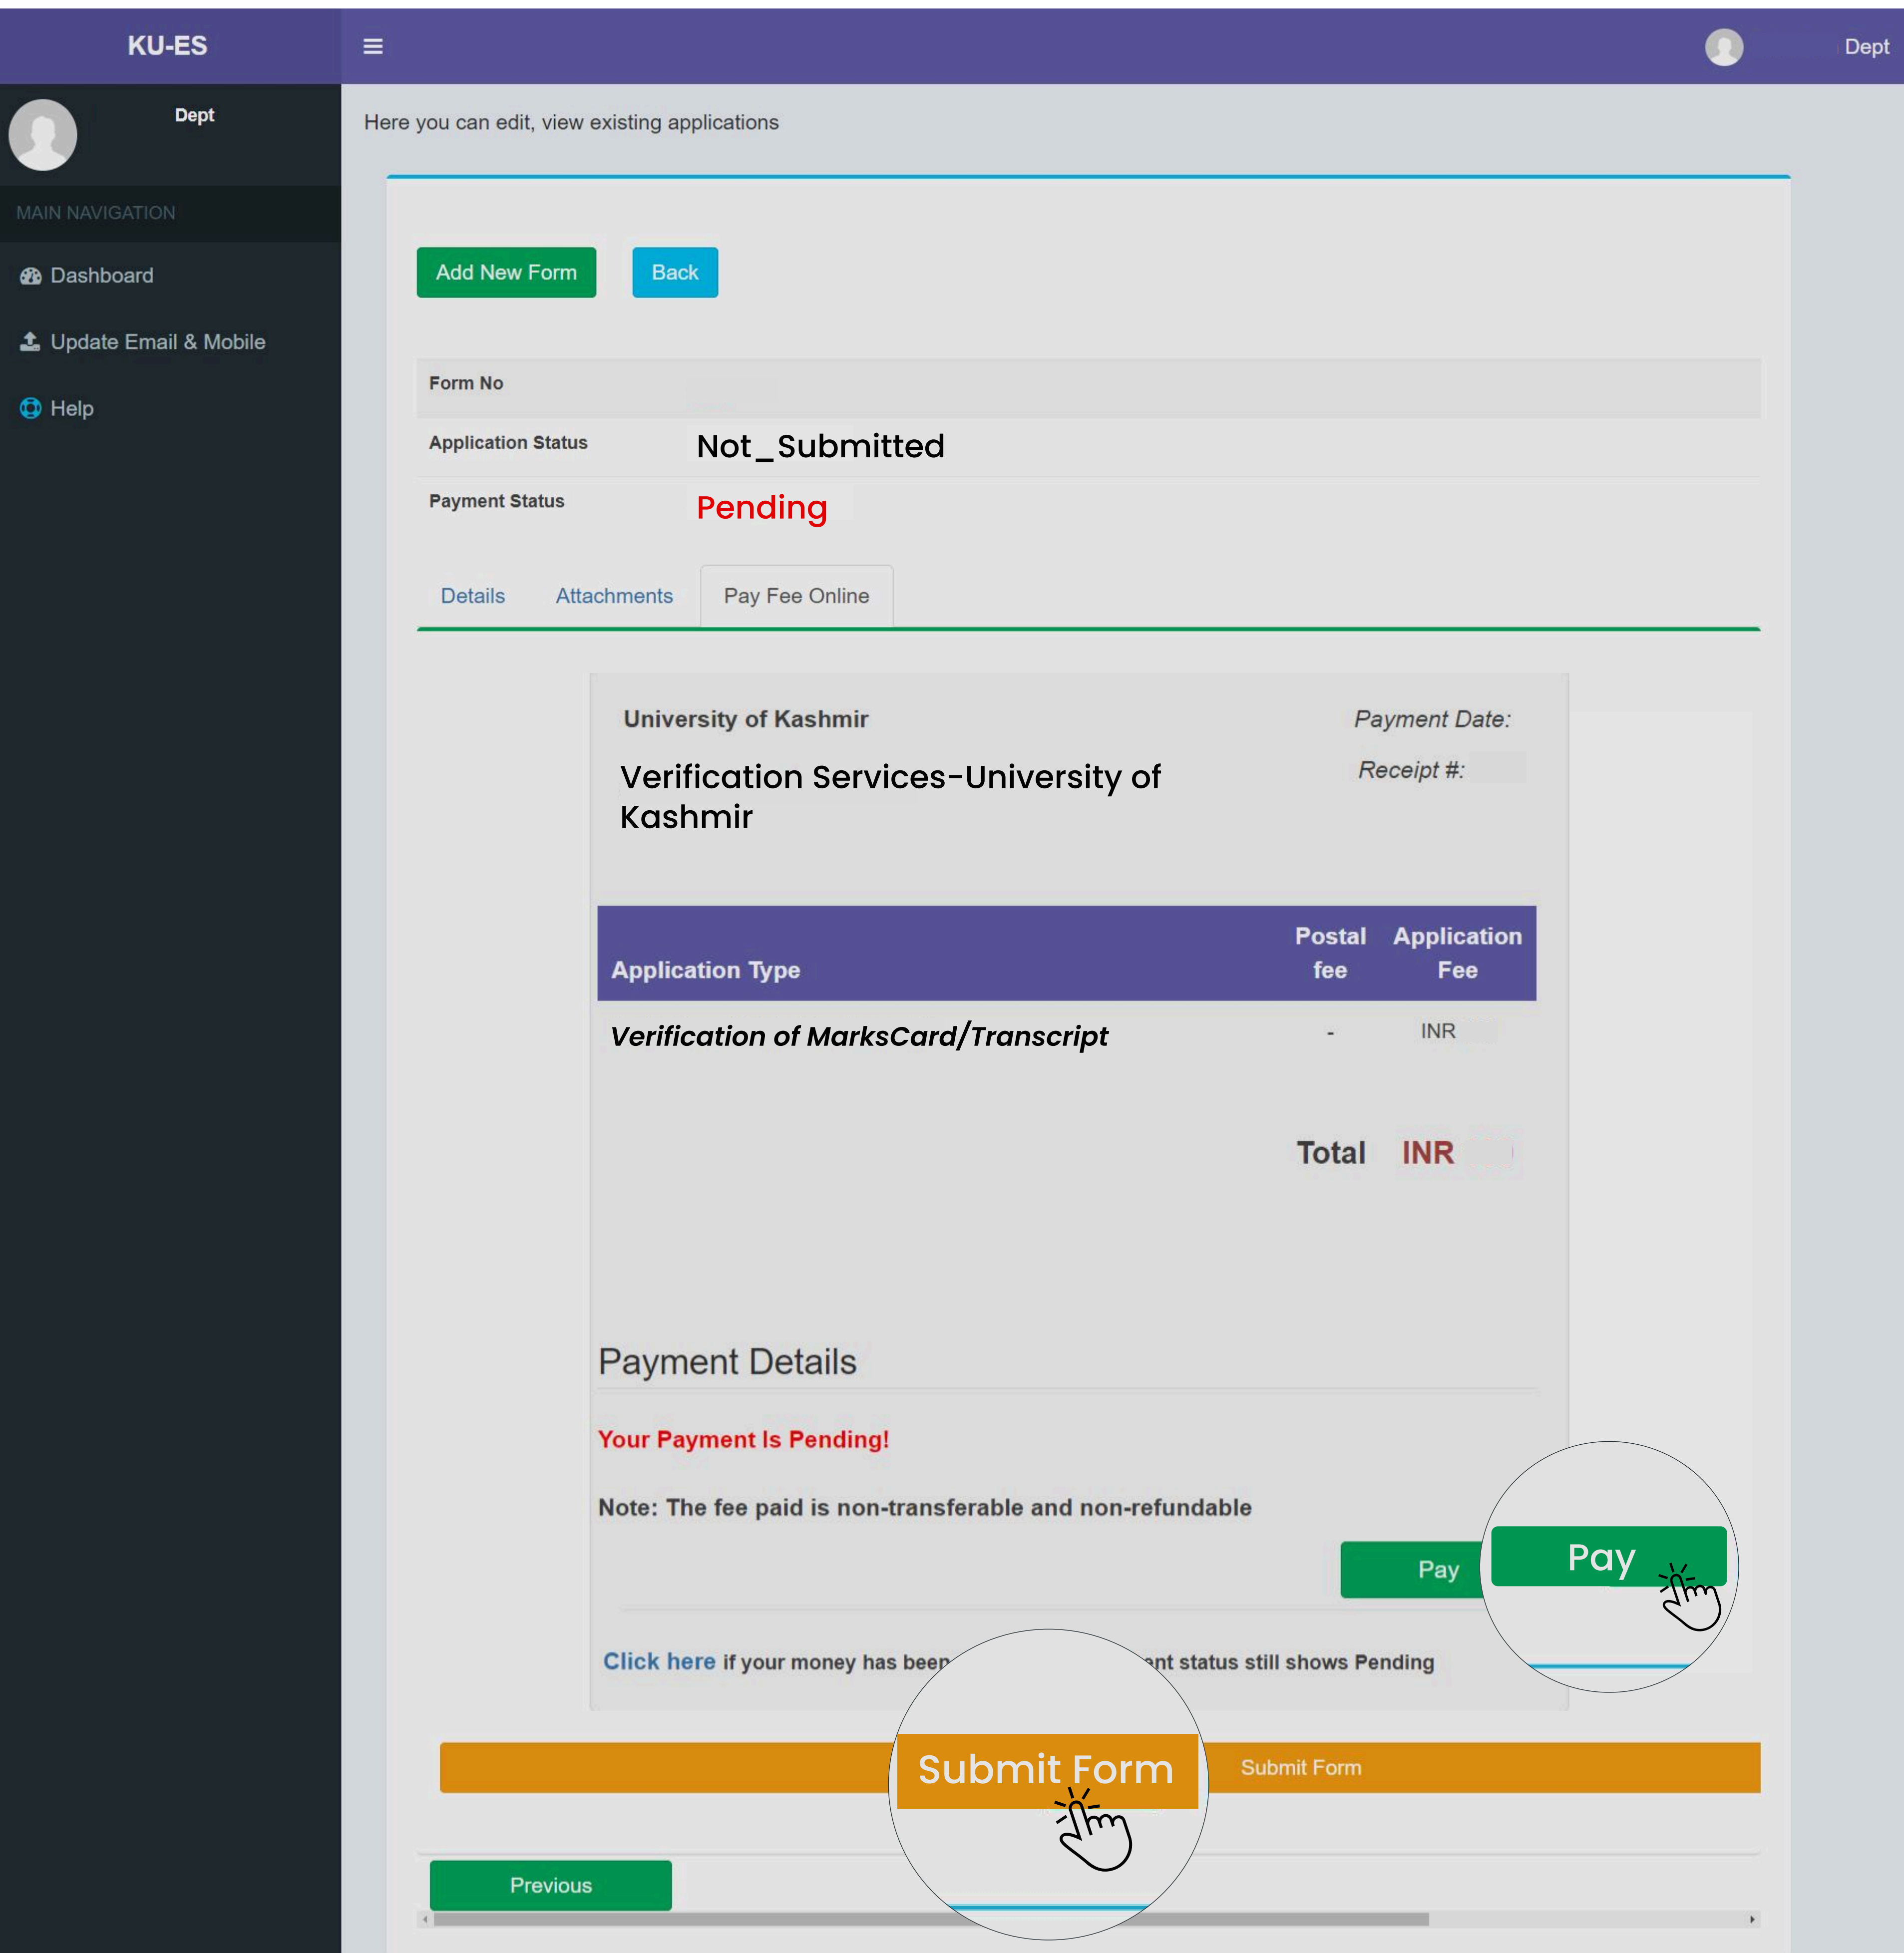 KU-ES
Dept
Dept
Here you can edit, view existing applications
MAIN NAVIGATION
Dashboard
Update Email & Mobile
Help
Add New Form Back
Form No
Application Status Not_Submitted
Payment Status Pending
Details Attachments Pay Fee Online
University of Kashmir Payment Date:
Verification Services-University of
Kashmir
Receipt #:
Application Type Postal fee Application Fee
Verification of MarksCard/Transcript - INR
Total INR
Payment Details
Your Payment Is Pending!
Note: The fee paid is non-transferable and non-refundable
Pay
Pay
Click here if your money has been status still shows Pending
Submit Form
Submit Form
Previous